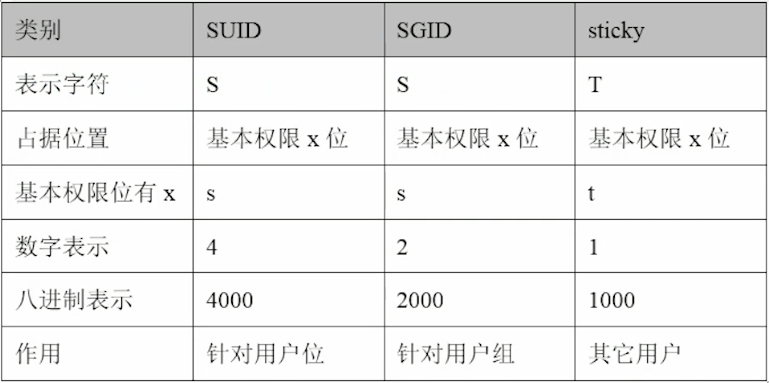 类别 SUID SGID sticky
表示字符 S S T
占据位置 基本权限 x 位 基本权限 x 位 基本权限 x 位
基本权限位有 x s s t
数字表示 4 2 1
八进制表示 4000 2000 1000
作用 针对用户位 针对用户组 其它用户